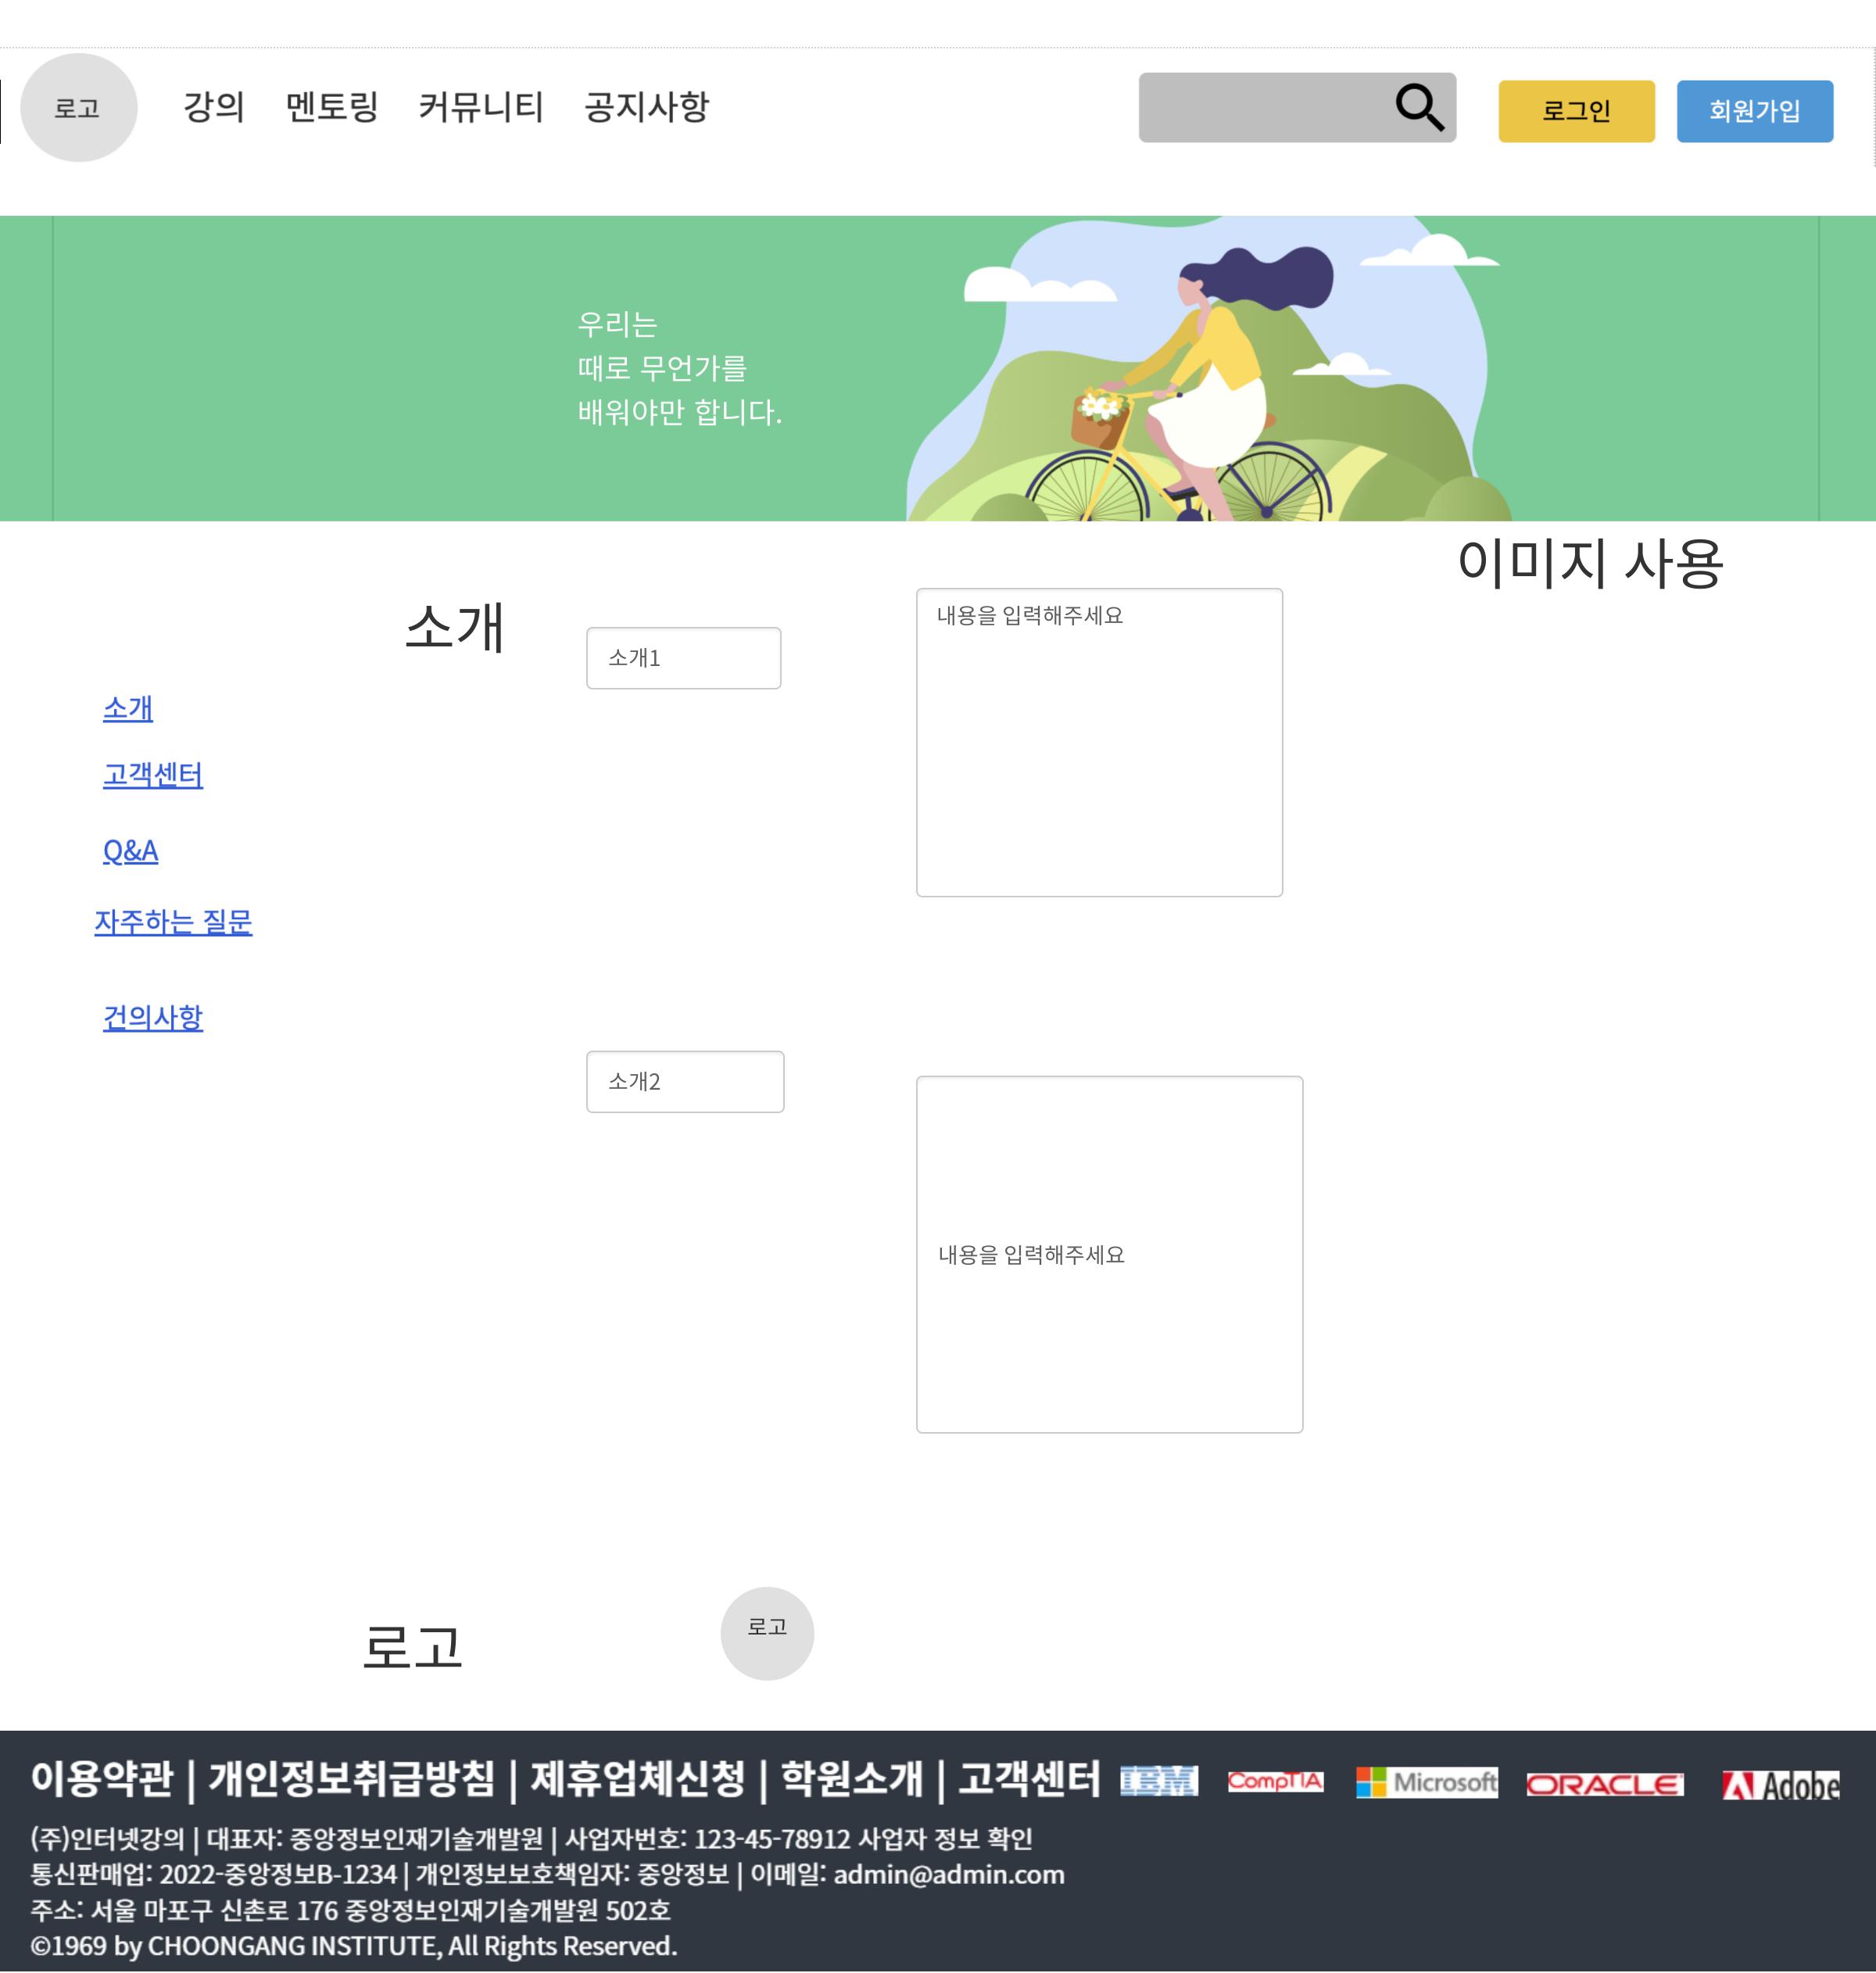 로고 강의 멘토링 커뮤니티 공지사항 로그인 회원가입
우리는
때로 무언가를
배워야만 합니다.
이미지 사용
소개
소개1
내용을 입력해주세요
소개
고객센터
Q&A
자주하는 질문
건의사항
소개2
내용을 입력해주세요
로고
로고
이용약관 | 개인정보취급방침 | 제휴업체신청 | 학원소개 | 고객센터 IBM CompTIA Microsoft ORACLE Adobe
(주)인터넷강의 | 대표자: 중앙정보인재기술개발원 | 사업자번호: 123-45-78912 사업자 정보 확인
통신판매업: 2022-중앙정보B-1234 | 개인정보보호책임자: 중앙정보 | 이메일: admin@admin.com
주소: 서울 마포구 신촌로 176 중앙정보인재기술개발원 502호
©1969 by CHOONGANG INSTITUTE, All Rights Reserved.